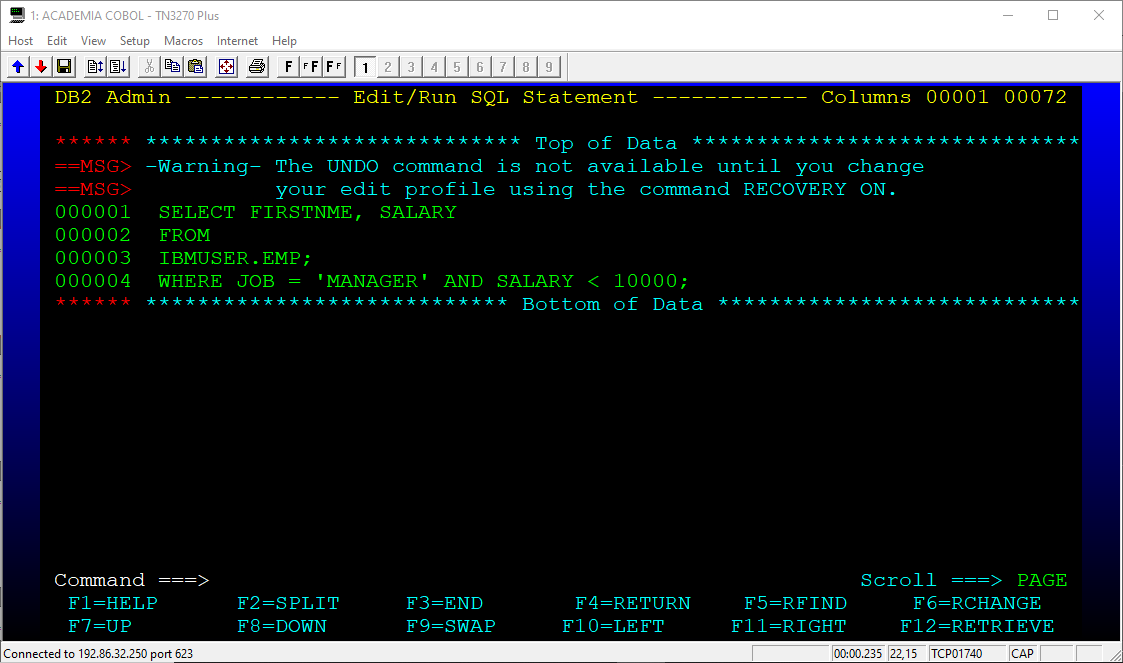 1: ACADEMIA COBOL - TN3270 Plus
Host Edit View Setup Macros Internet Help
F FF FF 1 2 3 4 5 6 7 8 9
DB2 Admin ------------ Edit/Run SQL Statement ------------ Columns 00001 00072
****** ***************************** Top of Data ******************************
==MSG> -Warning- The UNDO command is not available until you change
==MSG> your edit profile using the command RECOVERY ON.
000001 SELECT FIRSTNME, SALARY
000002 FROM
000003 IBMUSER.EMP;
000004 WHERE JOB = 'MANAGER' AND SALARY < 10000;
****** **************************** Bottom of Data ****************************
Command ===> Scroll ===> PAGE
F1=HELP F2=SPLIT F3=END F4=RETURN F5=RFIND F6=RCHANGE
F7=UP F8=DOWN F9=SWAP F10=LEFT F11=RIGHT F12=RETRIEVE
Connected to 192.86.32.250 port 623 00:00.235 22,15 TCP01740 CAP